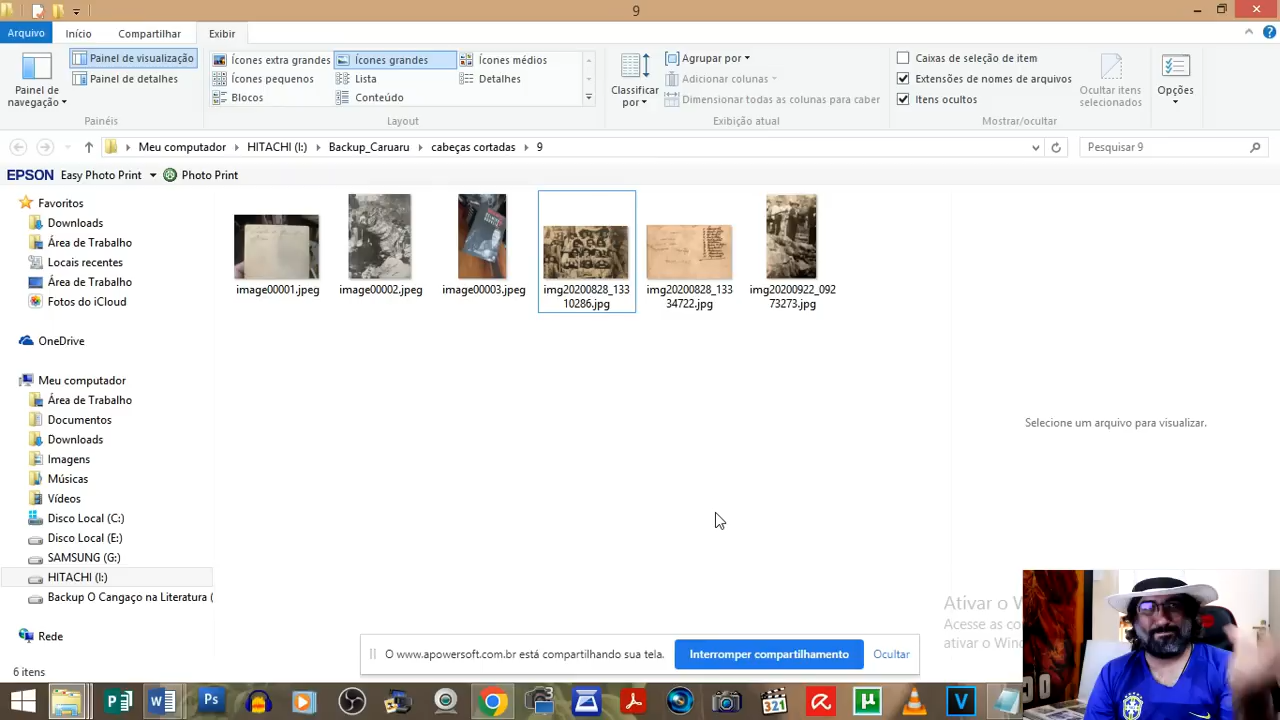 9
Arquivo Início Compartilhar Exibir
Painel de navegação
Painel de visualização
Painel de detalhes
Painéis
Ícones extra grandes Ícones grandes Ícones médios
Ícones pequenos Lista Detalhes
Blocos Conteúdo
Layout
Classificar por
Agrupar por
Adicionar colunas
Dimensionar todas as colunas para caber
Exibição atual
Caixas de seleção de item
Extensões de nomes de arquivos
Itens ocultos
Ocultar itens selecionados
Mostrar/ocultar
Opções
Meu computador HITACHI (I:) Backup_Caruaru cabeças cortadas 9
Pesquisar 9
EPSON Easy Photo Print Photo Print
Favoritos
Downloads
Área de Trabalho
Locais recentes
Área de Trabalho
Fotos do iCloud
OneDrive
Meu computador
Área de Trabalho
Documentos
Downloads
Imagens
Músicas
Vídeos
Disco Local (C:)
Disco Local (E:)
SAMSUNG (G:)
HITACHI (I:)
Backup O Cangaço na Literatura (
Rede
image00001.jpeg
image00002.jpeg
image00003.jpeg
img20200828_133
10286.jpg
img20200828_133
34722.jpg
img20200922_092
73273.jpg
Selecione um arquivo para visualizar.
Ativar o W
Acesse as co
ativar o Wind
O www.apowersoft.com.br está compartilhando sua tela. Interromper compartilhamento Ocultar
6 itens
Ps
321
V